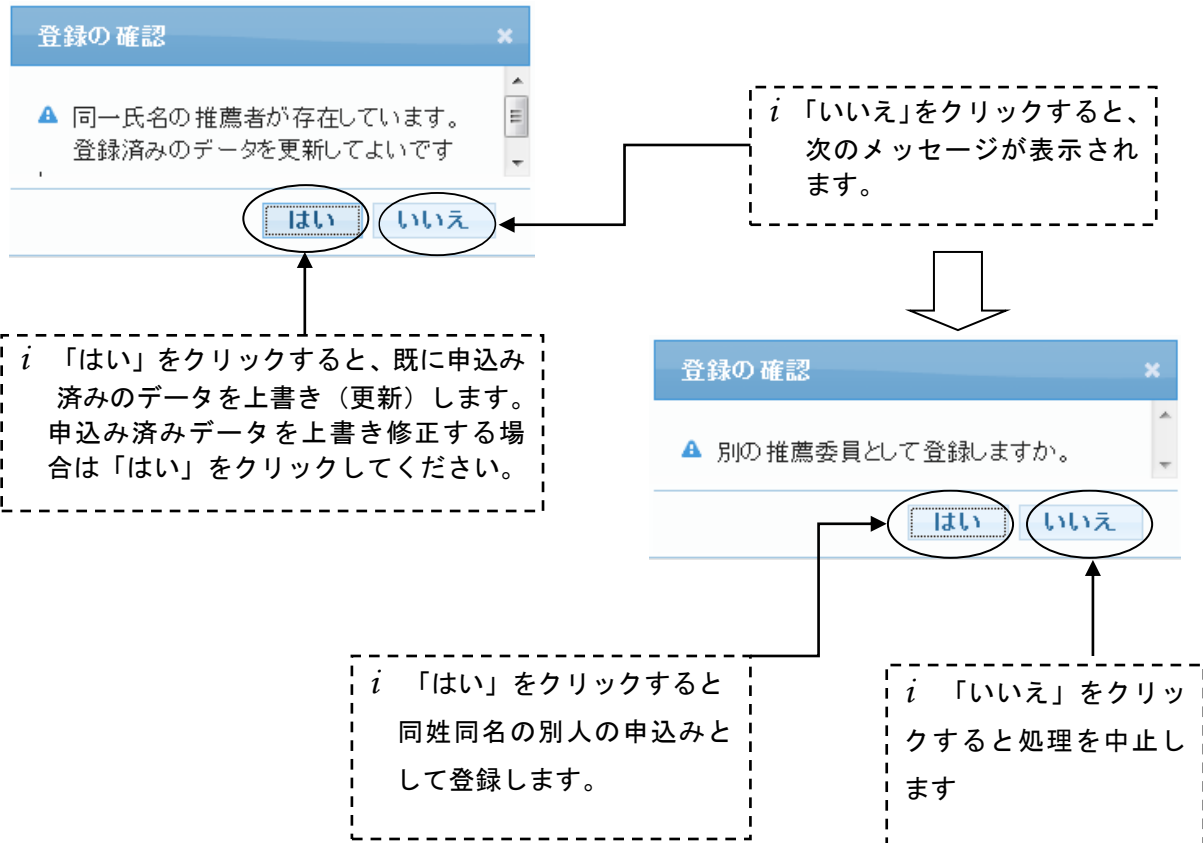 登録の確認
同一氏名の推薦者が存在しています。
登録済みのデータを更新してよいです
はい いいえ
i 「いいえ」をクリックすると、
次のメッセージが表示され
ます。
i 「はい」をクリックすると、既に申込み
済みのデータを上書き（更新）します。
申込み済みデータを上書き修正する場
合は「はい」をクリックしてください。
登録の確認
別の推薦委員として登録しますか。
はい いいえ
i 「はい」をクリックすると
同姓同名の別人の申込みと
して登録します。
i 「いいえ」をクリッ
クすると処理を中止し
ます